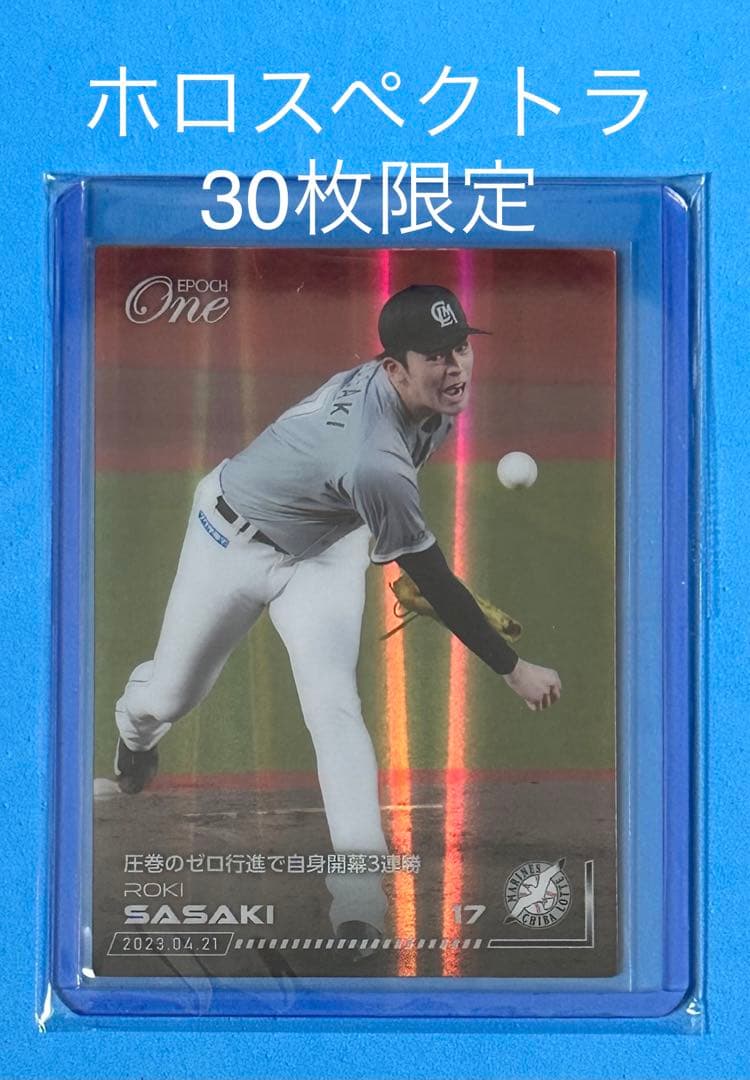 ホロスペクトラ
30枚限定
EPOCH
One
SAKI
圧巻のゼロ行進で自身開幕3連勝
ROKI
SASAKI 17
2023.04.21
MARINES
CHIBA LOTTE